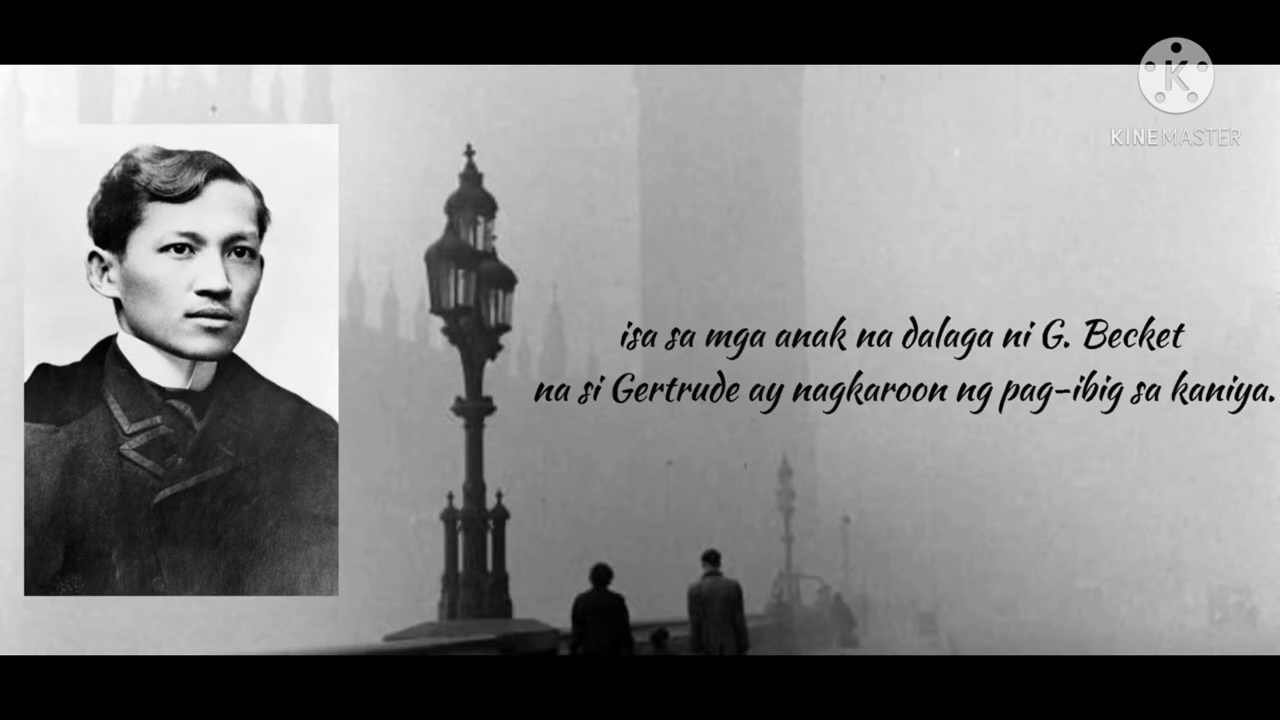 K
KINEMASTER
isa sa mga anak na dalaga ni G. Becket
na si Gertrude ay nagkaroon ng pag-ibig sa kaniya.